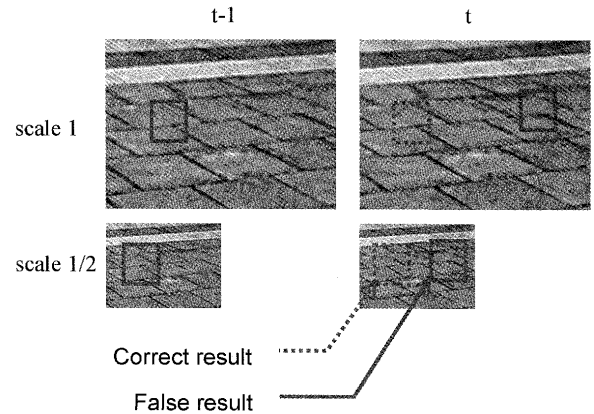 t-1 t
scale 1
scale 1/2
Correct result
False result